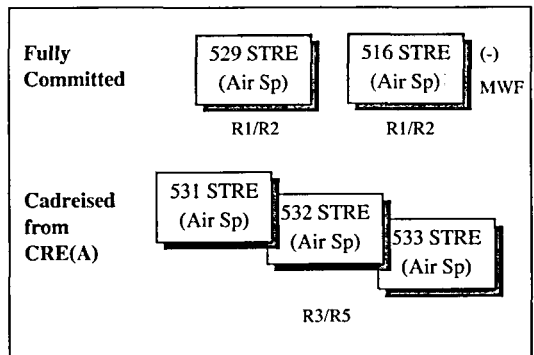 Fully
Committed
529 STRE
(Air Sp)
R1/R2
516 STRE
(Air Sp)
R1/R2
(-)
MWF
Cadreised
from
CRE(A)
531 STRE
(Air Sp)
532 STRE
(Air Sp)
533 STRE
(Air Sp)
R3/R5